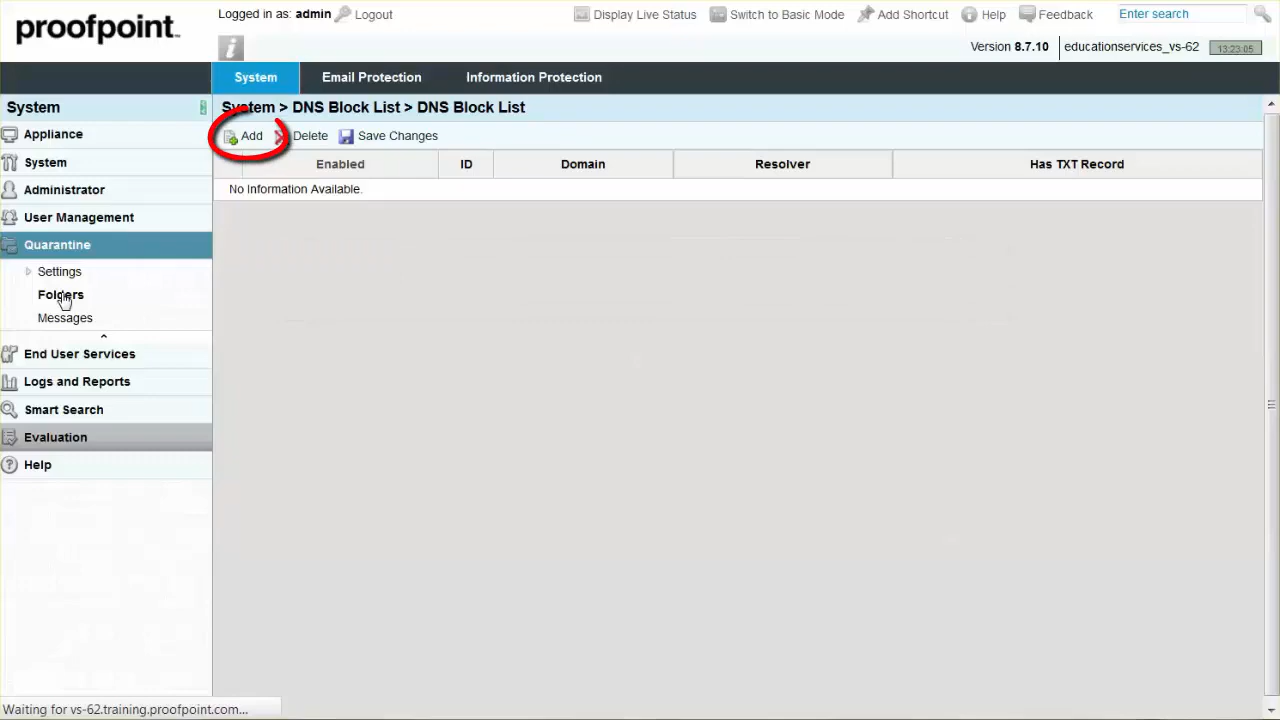 proofpoint™
Logged in as: admin Logout
Display Live Status Switch to Basic Mode Add Shortcut Help Feedback Enter search
Version 8.7.10 educationservices_vs-62 13:23:05
System Email Protection Information Protection
System
System > DNS Block List > DNS Block List
Add Delete Save Changes
Enabled ID Domain Resolver Has TXT Record
No Information Available.
Appliance
System
Administrator
User Management
Quarantine
Settings
Folders
Messages
End User Services
Logs and Reports
Smart Search
Evaluation
Help
Waiting for vs-62.training.proofpoint.com...